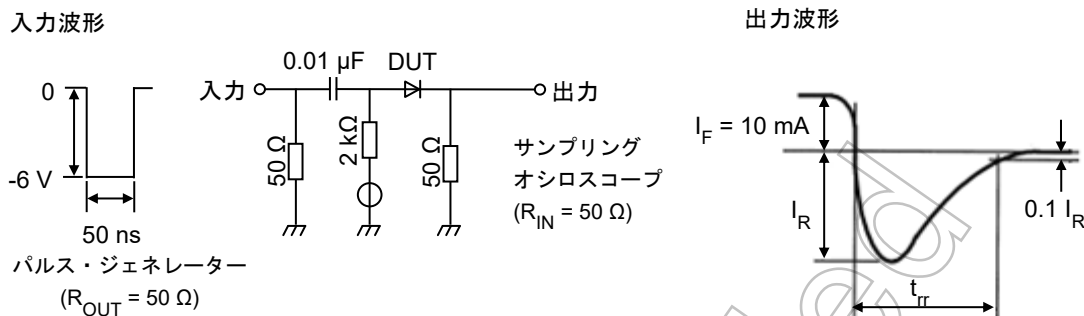 入力波形
0
-6 V
50 ns
パルス・ジェネレーター
(R_OUT = 50 Ω)
0.01 µF
DUT
入力
出力
50 Ω
2 kΩ
50 Ω
サンプリング
オシロスコープ
(R_IN = 50 Ω)
出力波形
I_F = 10 mA
I_R
0.1 I_R
t_rr